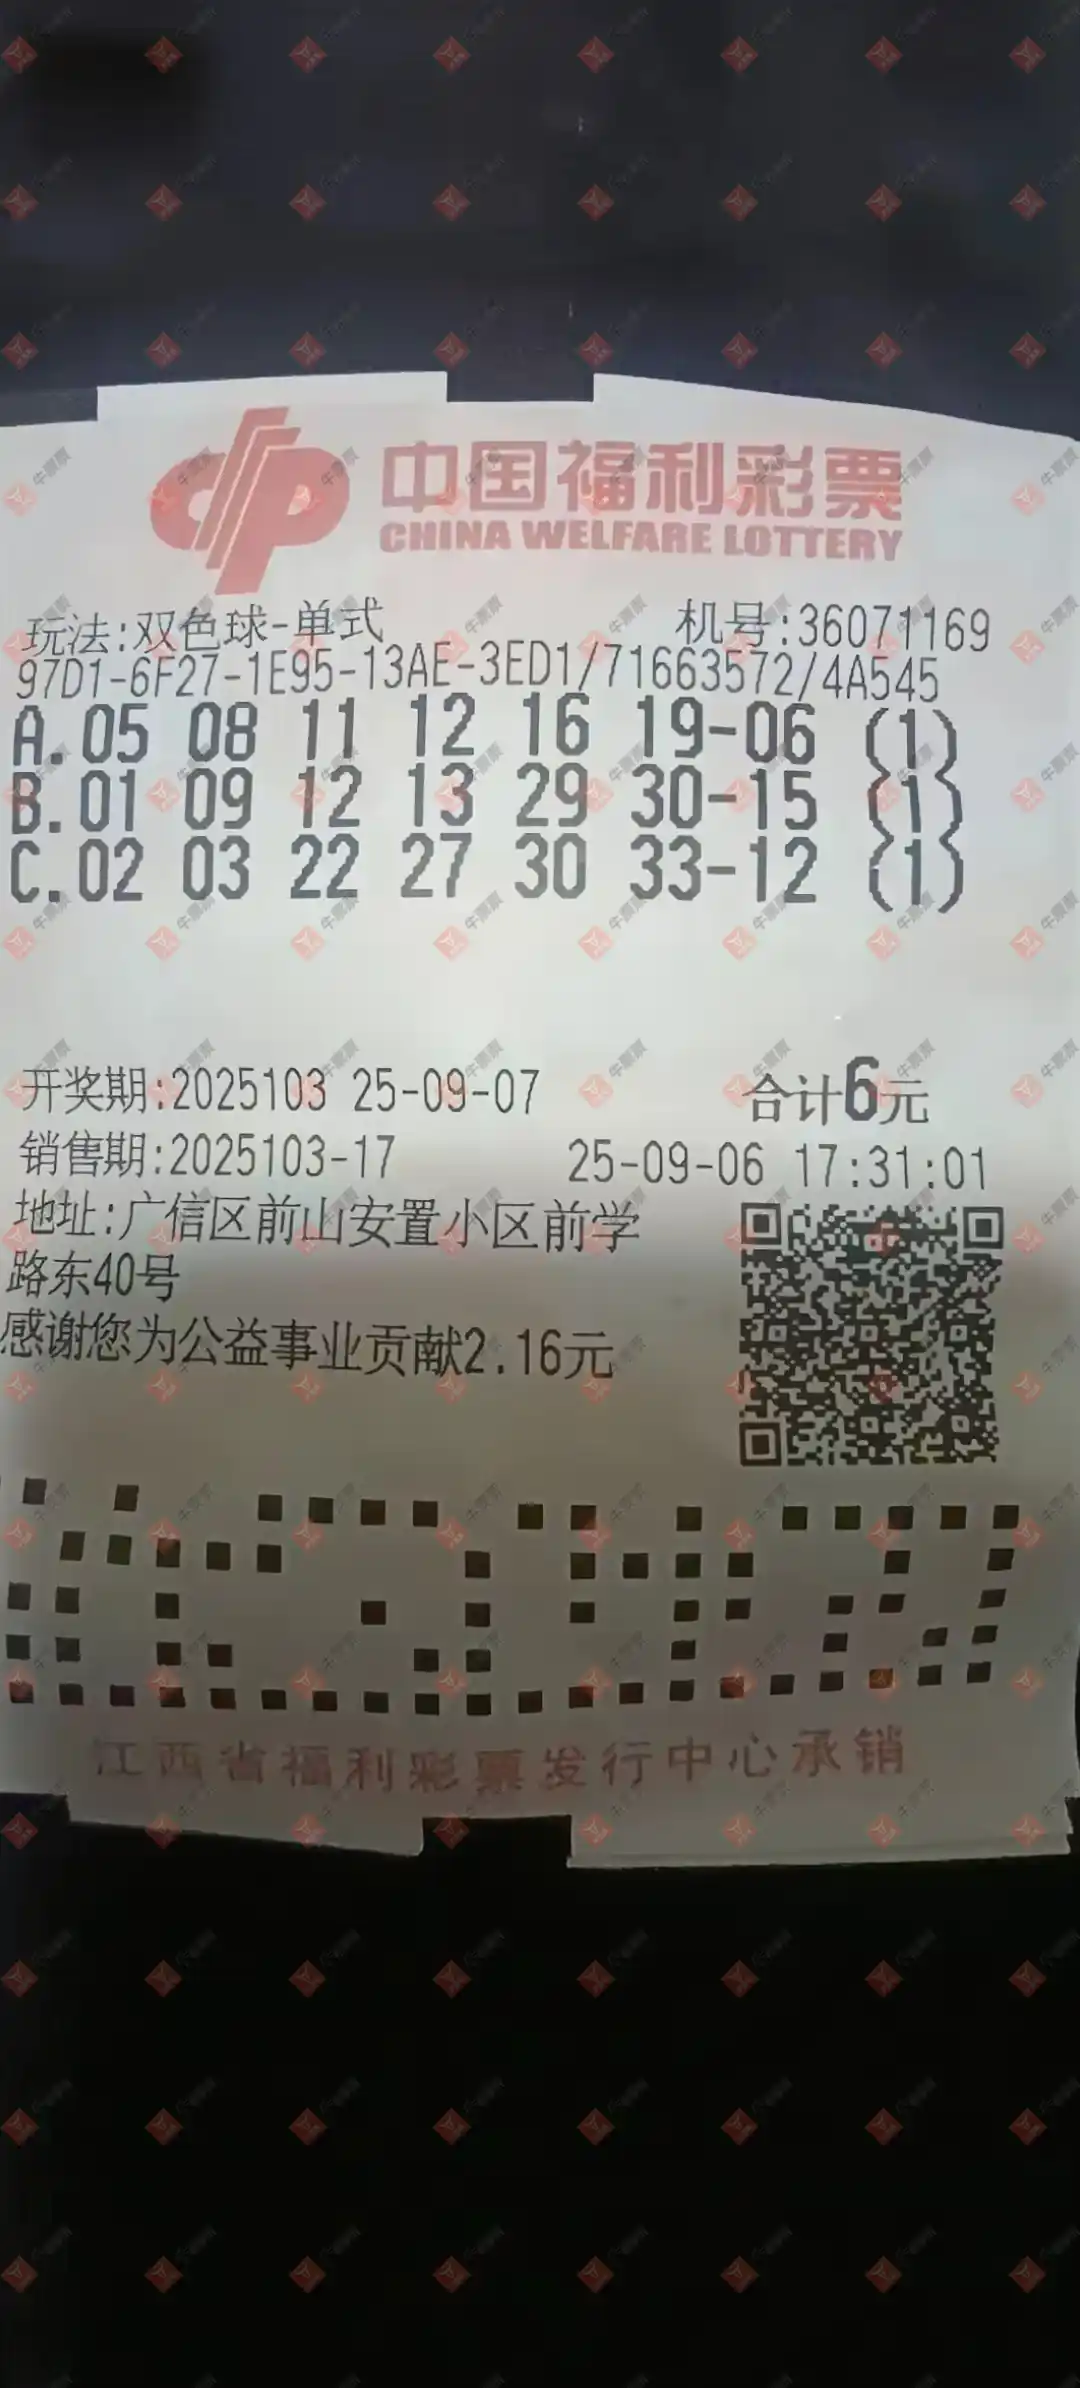 中国福利彩票
CHINA WELFARE LOTTERY
玩法:双色球-单式 机号:36071169
97D1-6F27-1E95-13AE-3ED1/71663572/4A545
A.05 08 11 12 16 19-06 (1)
B.01 09 12 13 29 30-15 (1)
C.02 03 22 27 30 33-12 (1)
开奖期:2025103 25-09-07 合计6元
销售期:2025103-17 25-09-06 17:31:01
地址:广信区前山安置小区前学
路东40号
感谢您为公益事业贡献2.16元
江西省福利彩票发行中心承销